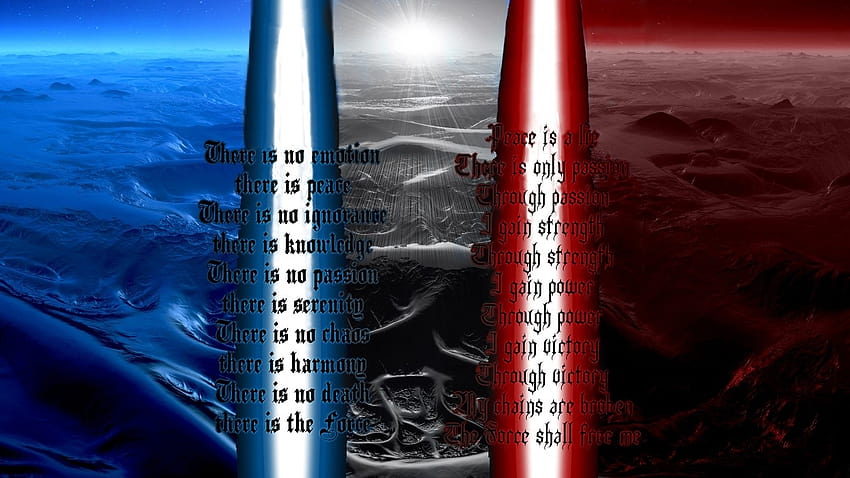 There is no emotion
there is peace
There is no ignorance
there is knowledge
There is no passion
there is serenity
There is no chaos
there is harmony
There is no death
there is the Force
Peace is a lie
There is only passion
Through passion
I gain strength
Through strength
I gain power
Through power
I gain victory
Through victory
My chains are broken
The Force shall free me